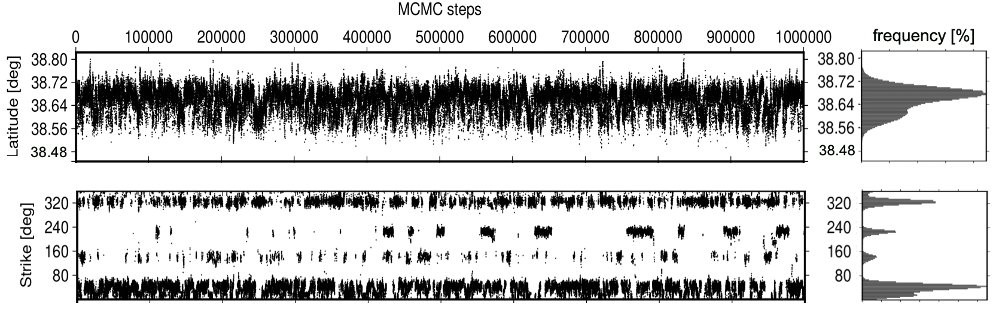 MCMC steps
0 100000 200000 300000 400000 500000 600000 700000 800000 900000 1000000
frequency [%]
Latitude [deg]
38.80 38.80
38.72 38.72
38.64 38.64
38.56 38.56
38.48 38.48
Strike [deg]
320 320
240 240
160 160
80 80